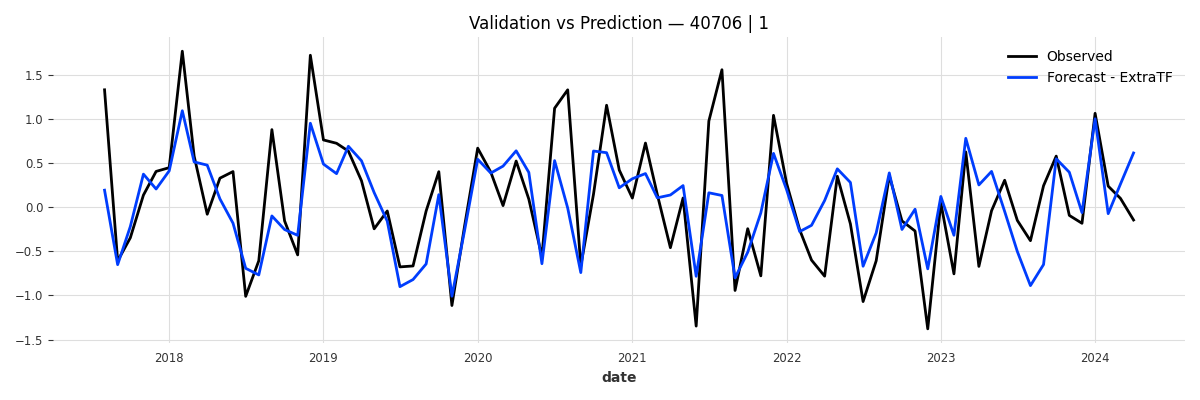 Validation vs Prediction — 40706 | 1
Observed
Forecast - ExtraTF
1.5
1.0
0.5
0.0
−0.5
−1.0
−1.5
2018 2019 2020 2021 2022 2023 2024
date